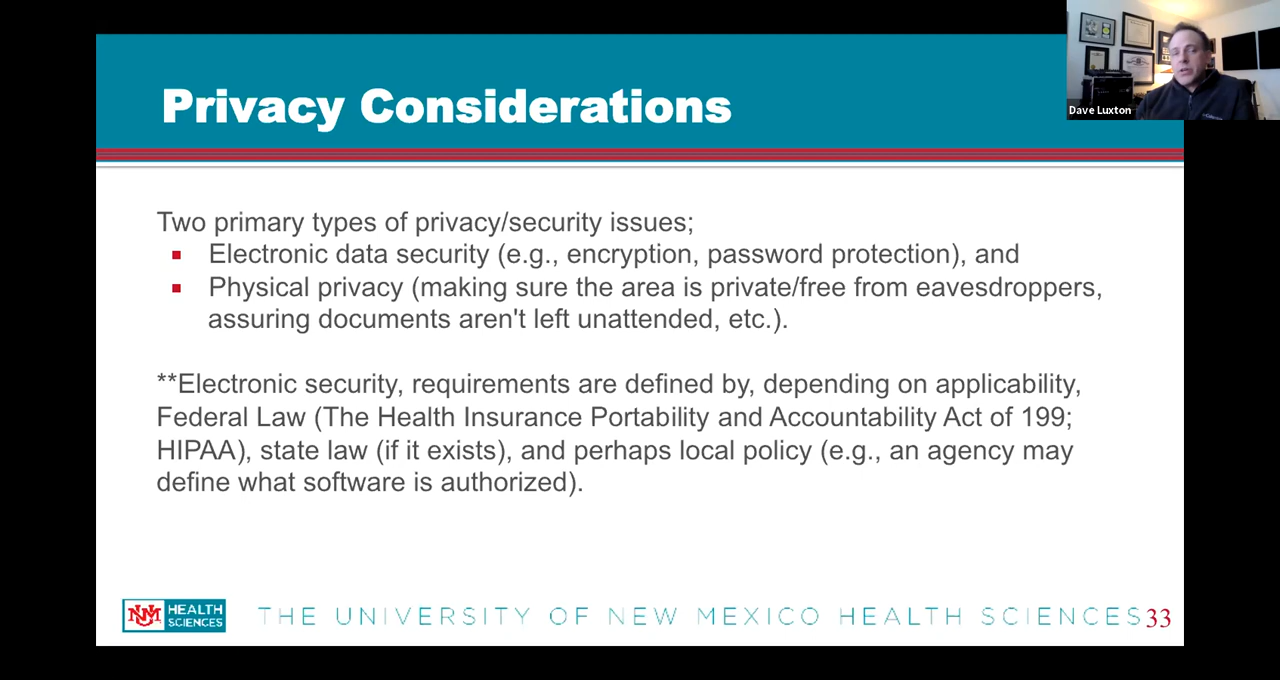 Privacy Considerations
Dave Luxton
Two primary types of privacy/security issues;
Electronic data security (e.g., encryption, password protection), and
Physical privacy (making sure the area is private/free from eavesdroppers,
assuring documents aren't left unattended, etc.).
**Electronic security, requirements are defined by, depending on applicability,
Federal Law (The Health Insurance Portability and Accountability Act of 199;
HIPAA), state law (if it exists), and perhaps local policy (e.g., an agency may
define what software is authorized).
UNM HEALTH
SCIENCES
THE UNIVERSITY OF NEW MEXICO HEALTH SCIENCES 33